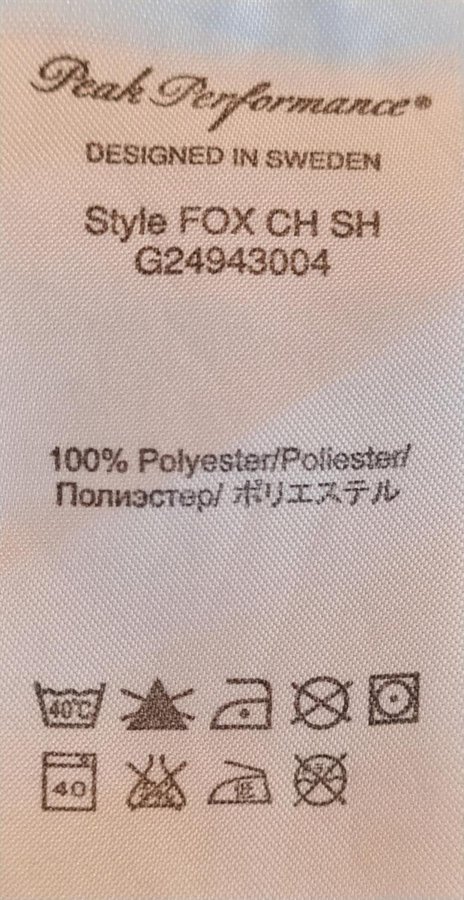 Peak Performance®
DESIGNED IN SWEDEN
Style FOX CH SH
G24943004
100% Polyester/Poliester/
Полиэстер/ ポリエステル
40°C
40
低